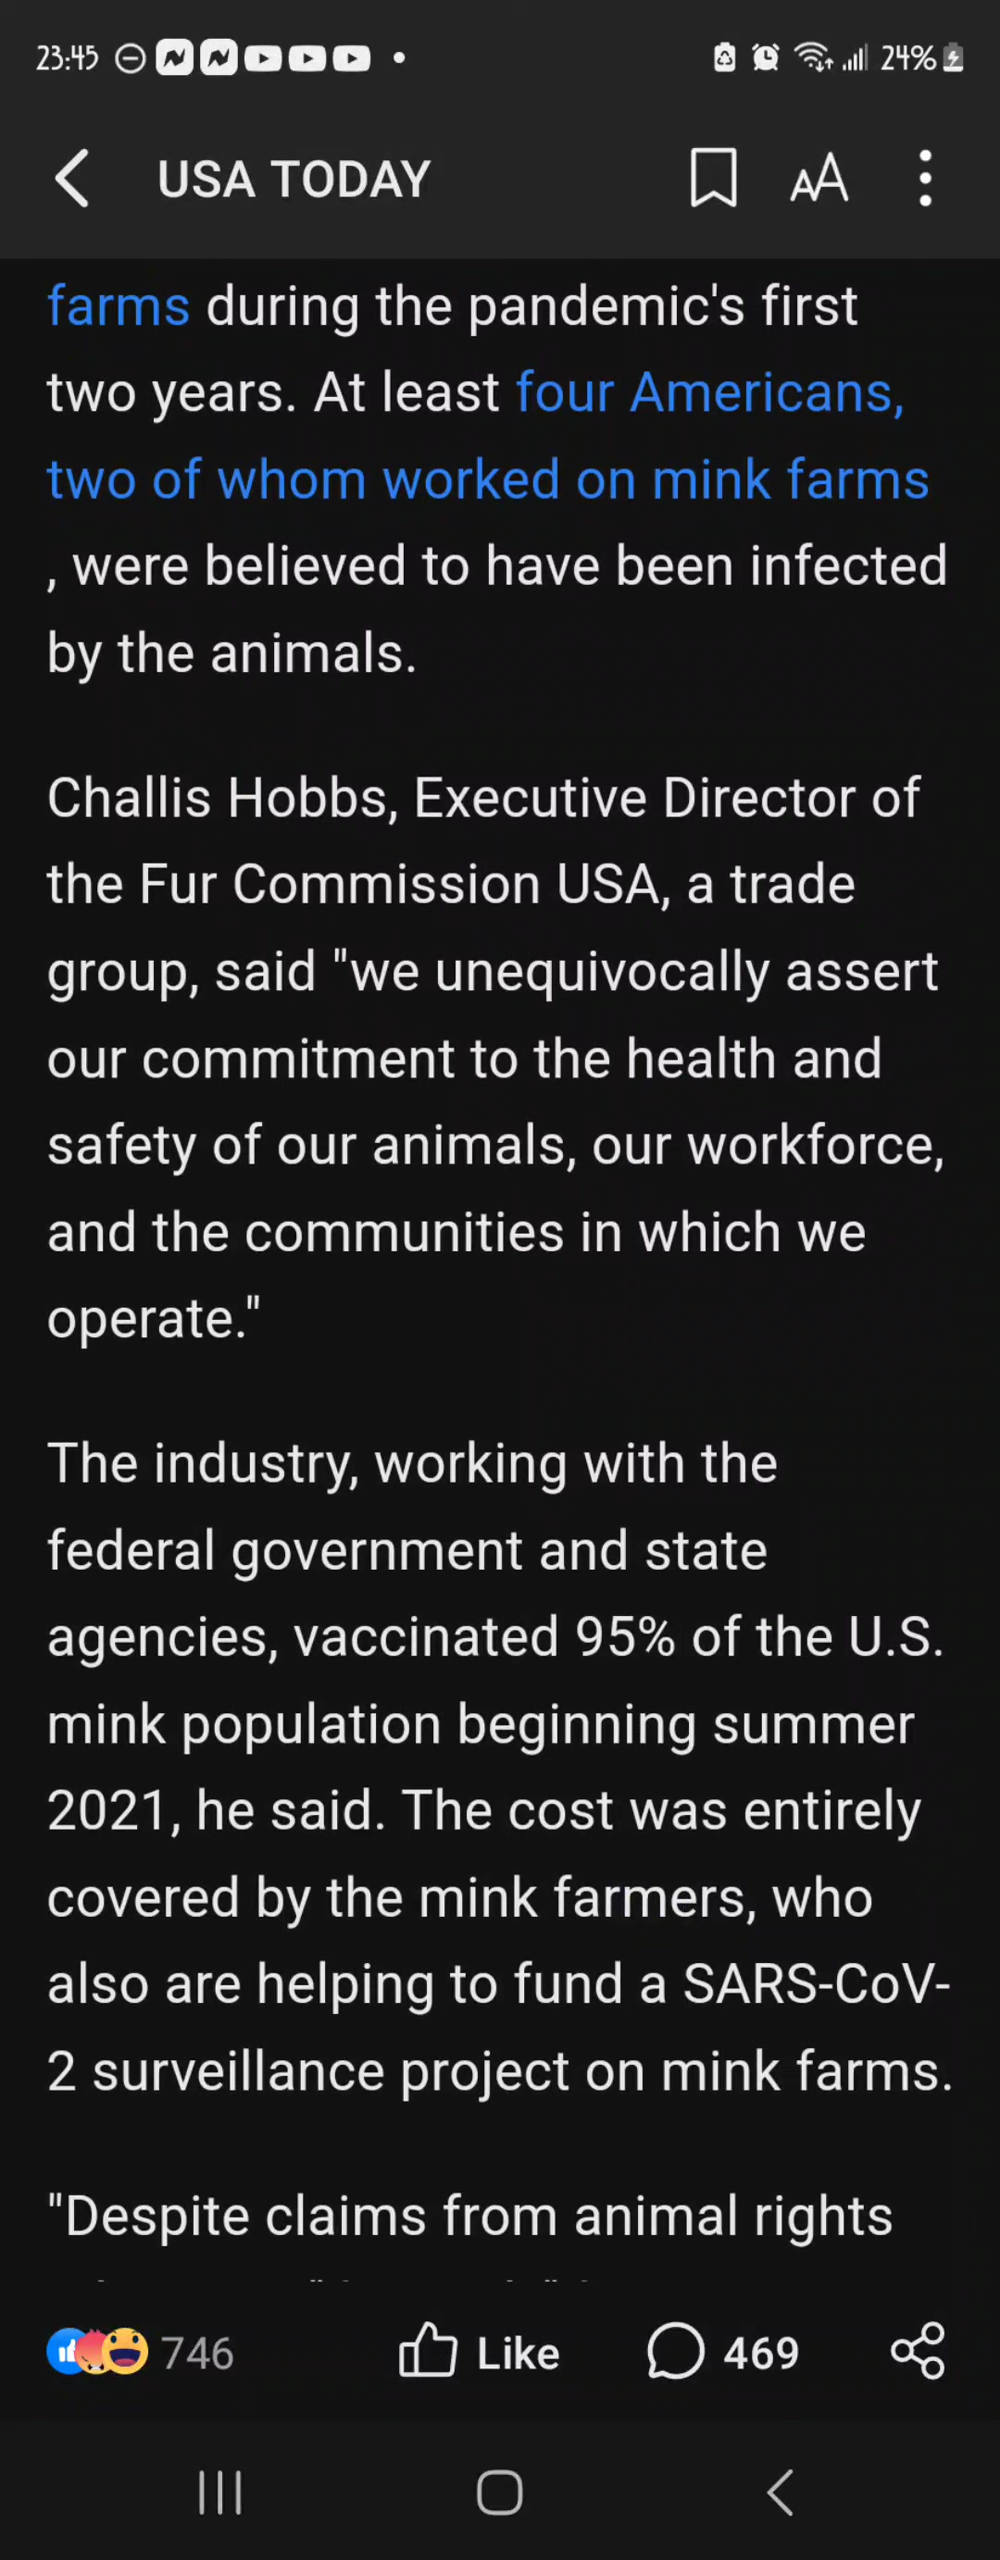 23:45
24%
USA TODAY
farms during the pandemic's first
two years. At least four Americans,
two of whom worked on mink farms
, were believed to have been infected
by the animals.
Challis Hobbs, Executive Director of
the Fur Commission USA, a trade
group, said "we unequivocally assert
our commitment to the health and
safety of our animals, our workforce,
and the communities in which we
operate."
The industry, working with the
federal government and state
agencies, vaccinated 95% of the U.S.
mink population beginning summer
2021, he said. The cost was entirely
covered by the mink farmers, who
also are helping to fund a SARS-CoV-
2 surveillance project on mink farms.
"Despite claims from animal rights
746 Like 469